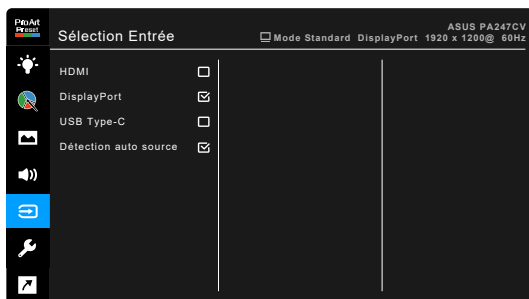 ProArt
Preset
Sélection Entrée
ASUS PA247CV
Mode Standard DisplayPort 1920 x 1200@ 60Hz
HDMI
DisplayPort
USB Type-C
Détection auto source